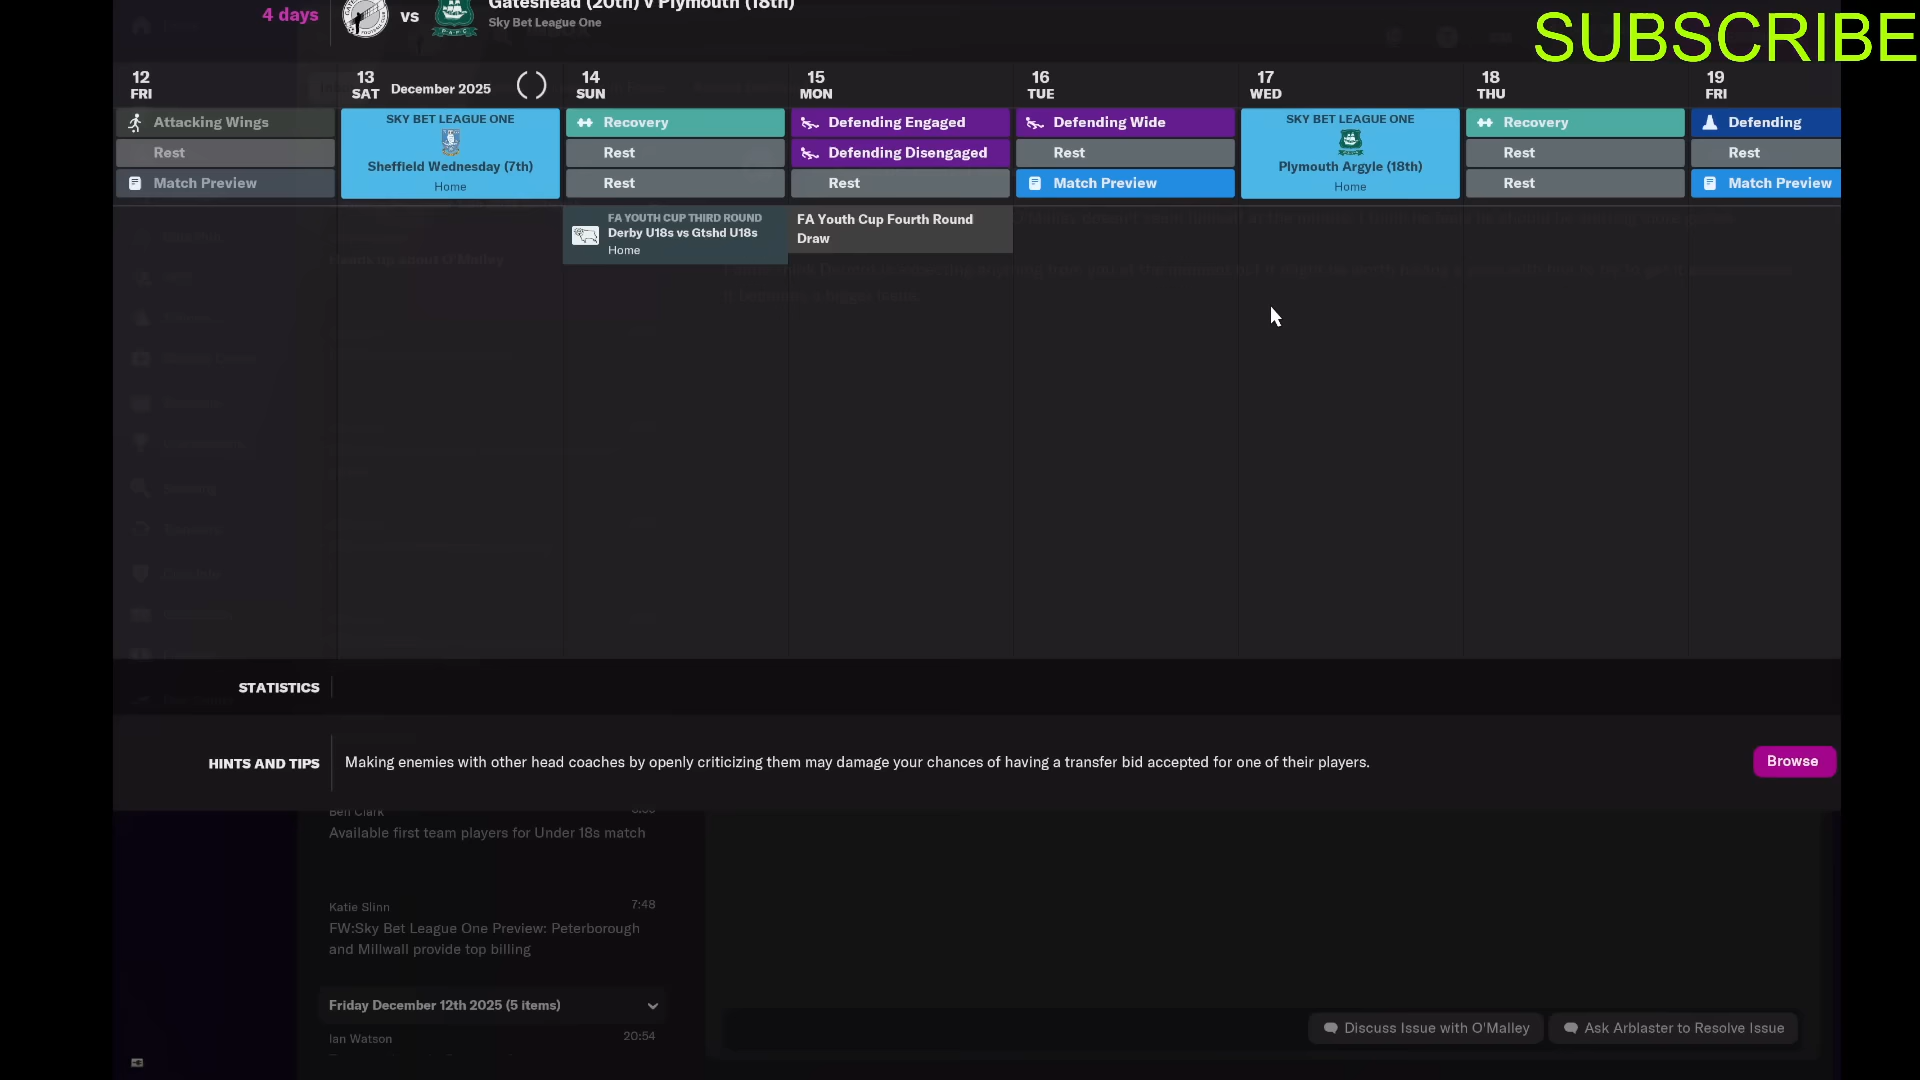 SUBSCRIBE
4 days
vs
Gateshead (20th) v Plymouth (18th)
Sky Bet League One
12
FRI
13
SAT
December 2025
14
SUN
15
MON
16
TUE
17
WED
18
THU
19
FRI
Attacking Wings
Rest
Match Preview
SKY BET LEAGUE ONE
Sheffield Wednesday (7th)
Home
Recovery
Rest
Rest
Defending Engaged
Defending Disengaged
Rest
Defending Wide
Rest
Match Preview
SKY BET LEAGUE ONE
Plymouth Argyle (18th)
Home
Recovery
Rest
Rest
Defending
Rest
Match Preview
FA YOUTH CUP THIRD ROUND
Derby U18s vs Gtshd U18s
Home
FA Youth Cup Fourth Round
Draw
Heads up about O'Malley
STATISTICS
HINTS AND TIPS
Making enemies with other head coaches by openly criticizing them may damage your chances of having a transfer bid accepted for one of their players.
Browse
Ben Clark
Available first team players for Under 18s match
Katie Slinn
7:48
FW:Sky Bet League One Preview: Peterborough
and Millwall provide top billing
Friday December 12th 2025 (5 items)
Ian Watson
20:54
Discuss Issue with O'Malley
Ask Arblaster to Resolve Issue